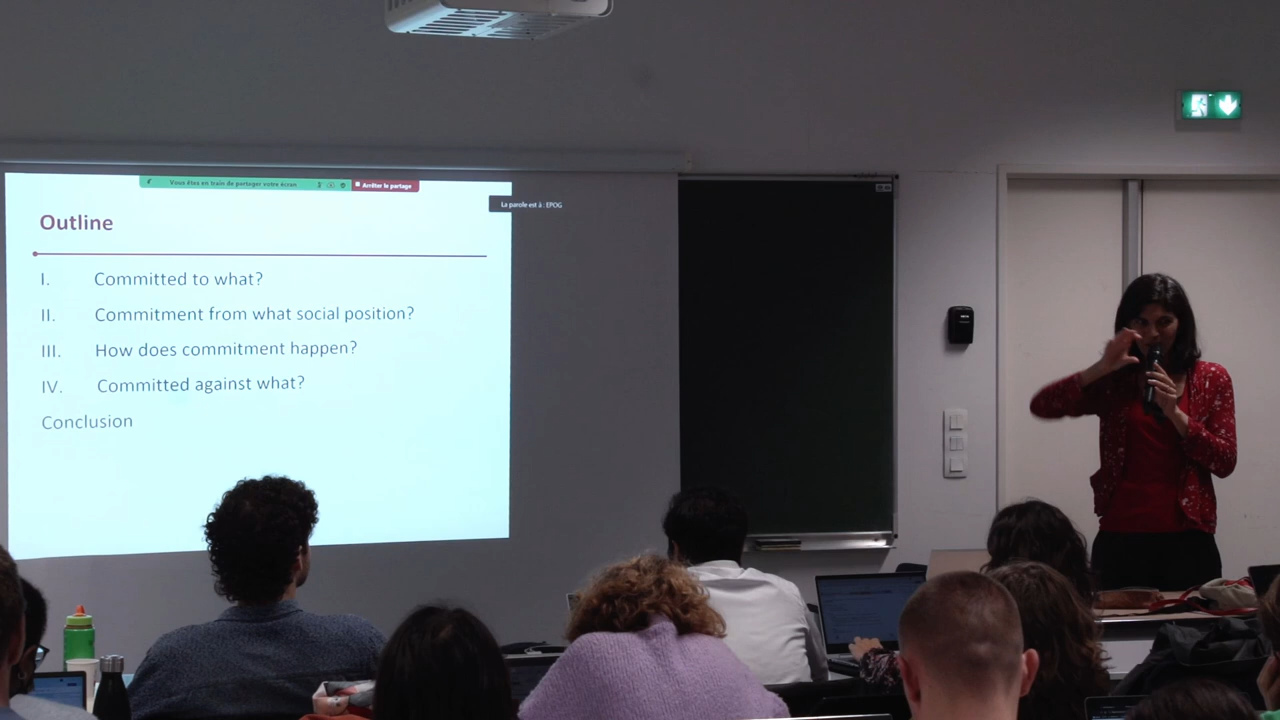 Vous êtes en train de partager votre écran
Arrêter le partage
La parole est à : EPOG
Outline
I. Committed to what?
II. Commitment from what social position?
III. How does commitment happen?
IV. Committed against what?
Conclusion